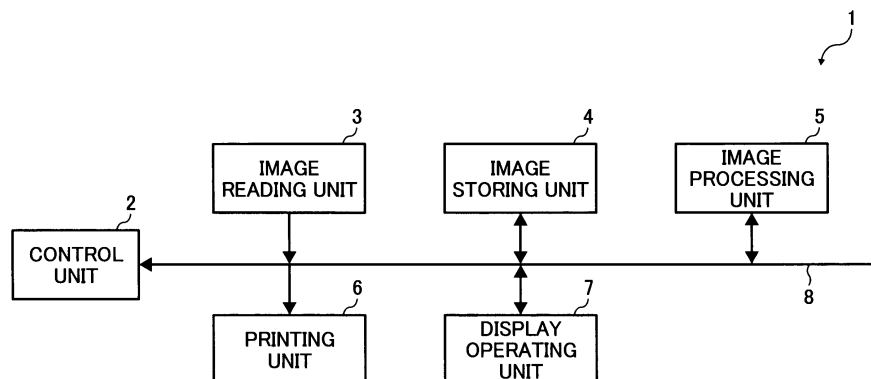 1
3
IMAGE
READING UNIT
4
IMAGE
STORING UNIT
5
IMAGE
PROCESSING
UNIT
2
CONTROL
UNIT
8
6
PRINTING
UNIT
7
DISPLAY
OPERATING
UNIT